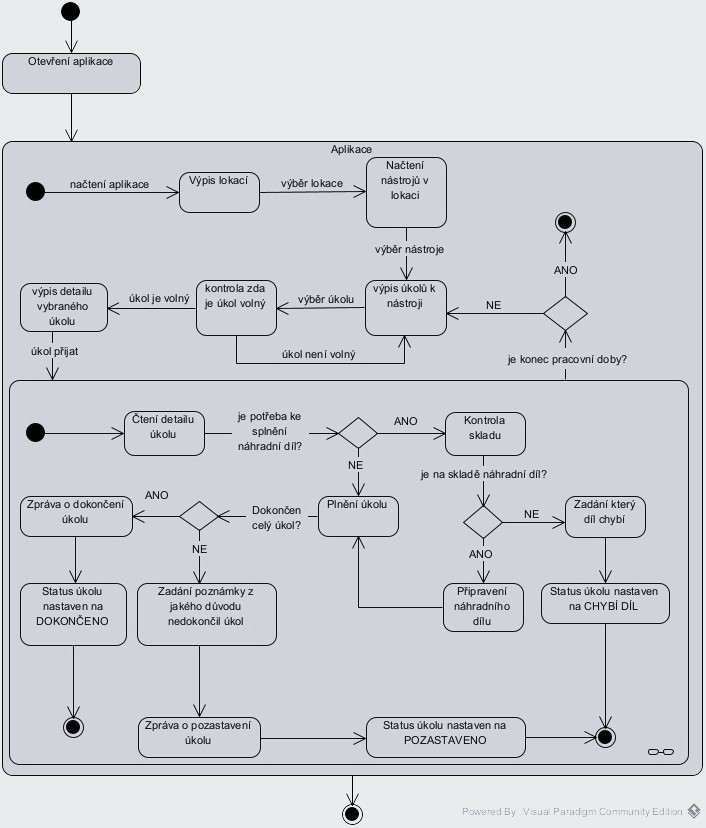 Otevření aplikace
Aplikace
načtení aplikace
Výpis lokací
výběr lokace
Načtení
nástrojů v
lokaci
výběr nástroje
ANO
výpis detailu
vybraného
úkolu
úkol je volný
kontrola zda
je úkol volný
výběr úkolu
výpis úkolů k
nástroji
NE
úkol není volný
úkol přijat
je konec pracovní doby?
Čtení detailu
úkolu
je potřeba ke
splnění
náhradní díl?
ANO
Kontrola
skladu
NE
je na skladě náhradní díl?
Zpráva o dokončení
úkolu
ANO
Dokončen
celý úkol?
Plnění úkolu
NE
Zadání který
díl chybí
NE
ANO
Status úkolu
nastaven na
DOKONČENO
Zadání poznámky z
jakého důvodu
nedokončil úkol
Připravení
náhradního
dílu
Status úkolu nastaven
na CHYBÍ DÍL
Zpráva o pozastavení
úkolu
Status úkolu nastaven na
POZASTAVENO
Powered By Visual Paradigm Community Edition